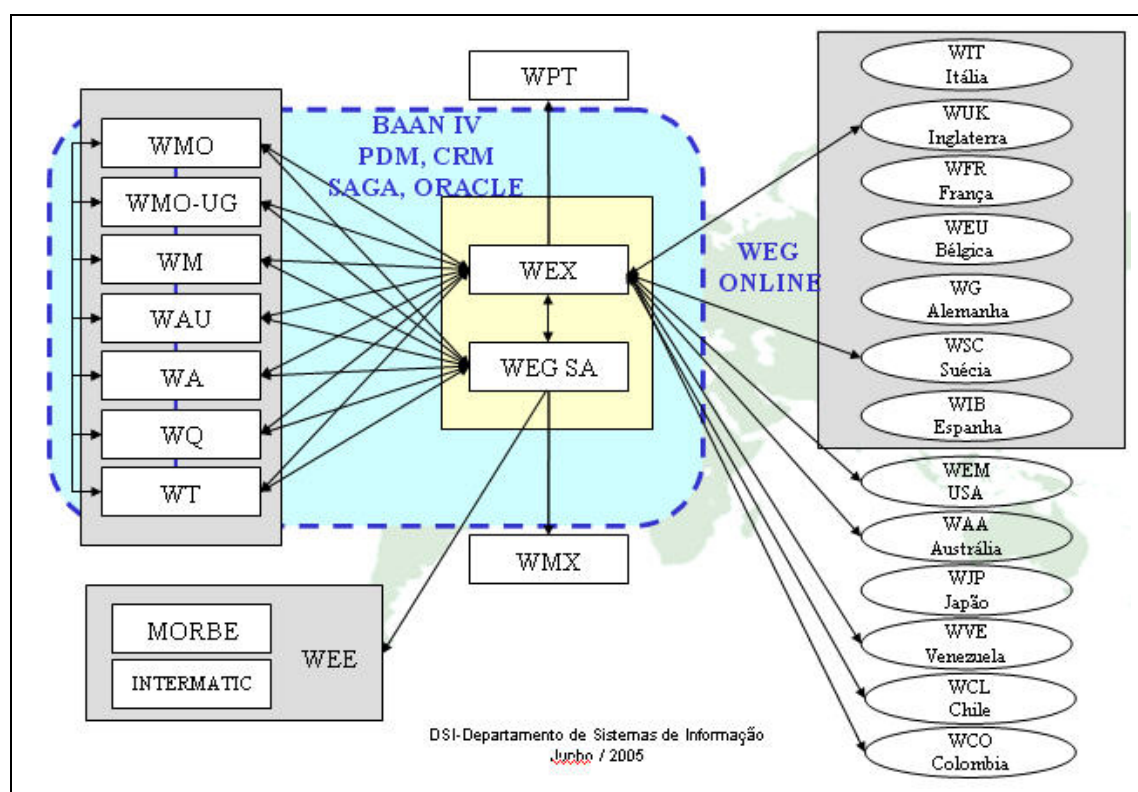 WPT
BAAN IV
PDM, CRM
SAGA, ORACLE
WMO
WMO-UG
WM
WAU
WA
WQ
WT
WEX
WEG SA
WMX
WEG
ONLINE
MORBE
INTERMATIC
WEE
WIT
Itália
WUK
Inglaterra
WFR
França
WEU
Bélgica
WG
Alemanha
WSC
Suécia
WIB
Espanha
WEM
USA
WAA
Austrália
WJP
Japão
WVE
Venezuela
WCL
Chile
WCO
Colombia
DSI-Departamento de Sistemas de Informação
Junho / 2005